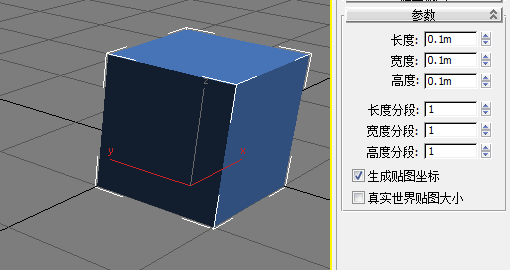 参数
长度: 0.1m
宽度: 0.1m
高度: 0.1m
长度分段: 1
宽度分段: 1
高度分段: 1
生成贴图坐标
真实世界贴图大小
z
y
x